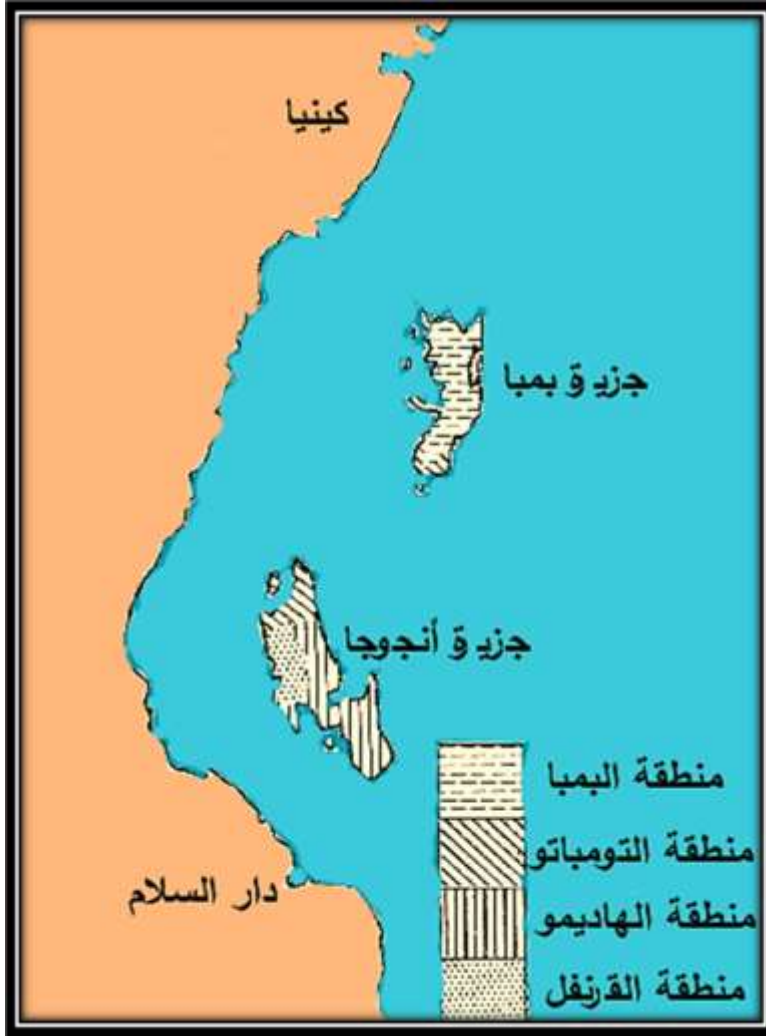 كينيا
جزيرة بمبا
جزيرة أنجوجا
منطقة البمبا
منطقة التومباتو
دار السلام
منطقة الهاديمو
منطقة القرنفل